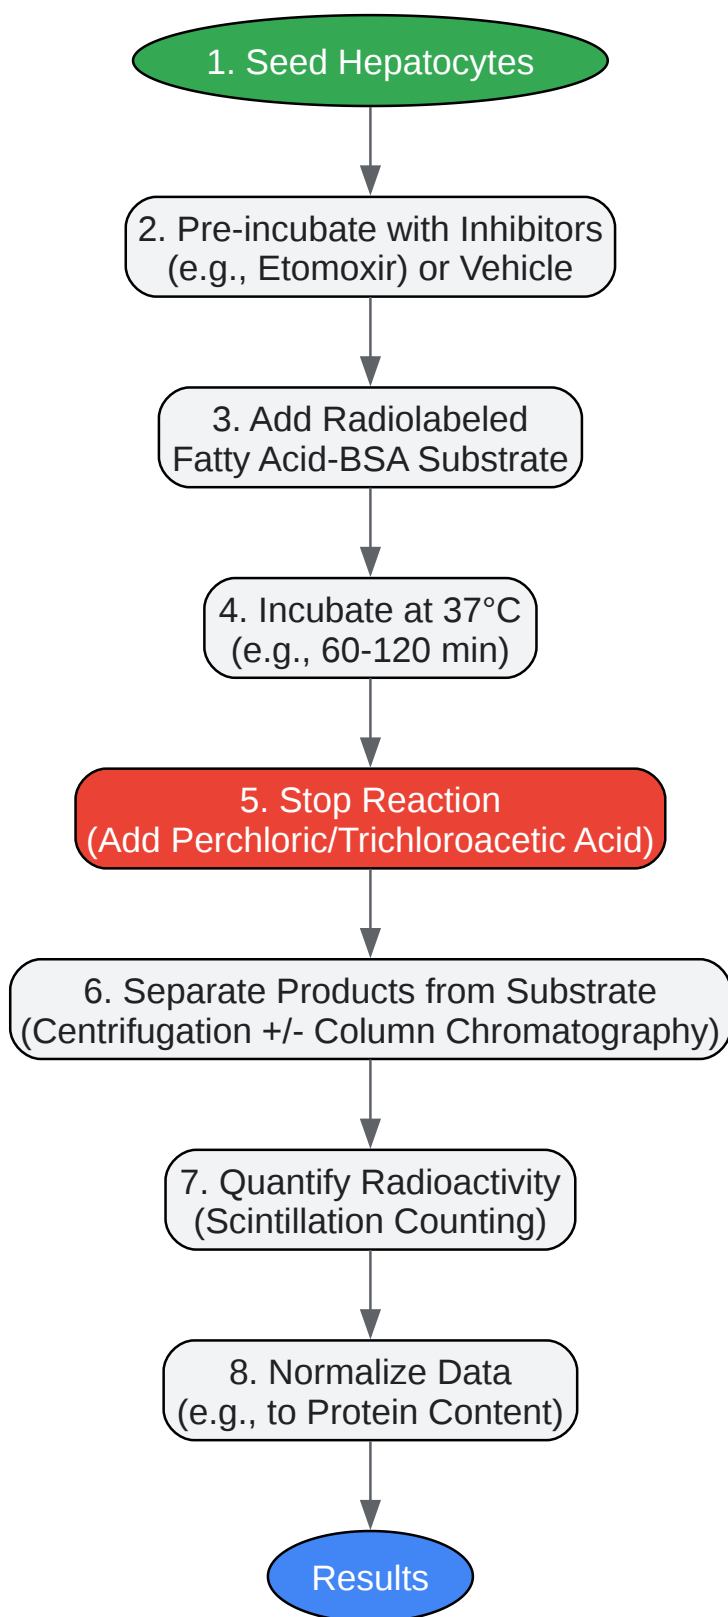 1. Seed Hepatocytes
2. Pre-incubate with Inhibitors
(e.g., Etomoxir) or Vehicle
3. Add Radiolabeled
Fatty Acid-BSA Substrate
4. Incubate at 37°C
(e.g., 60-120 min)
5. Stop Reaction
(Add Perchloric/Trichloroacetic Acid)
6. Separate Products from Substrate
(Centrifugation +/- Column Chromatography)
7. Quantify Radioactivity
(Scintillation Counting)
8. Normalize Data
(e.g., to Protein Content)
Results